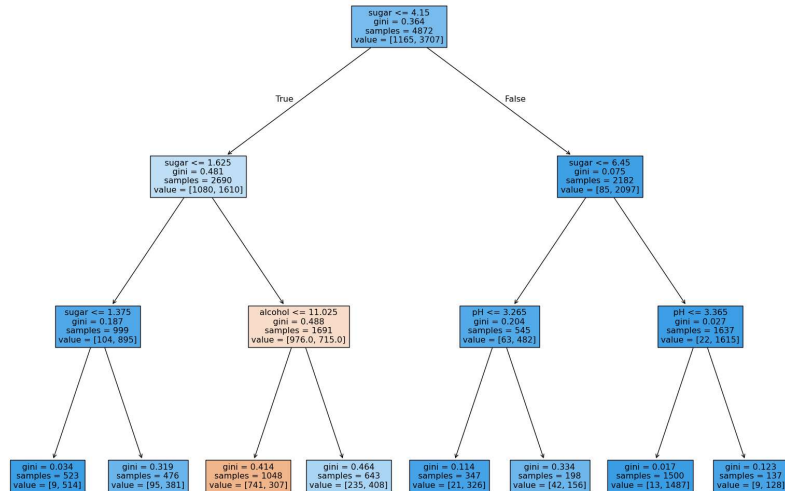 sugar <= 4.15
gini = 0.364
samples = 4872
value = [1165, 3707]
True
False
sugar <= 1.625
gini = 0.481
samples = 2690
value = [1080, 1610]
sugar <= 6.45
gini = 0.075
samples = 2182
value = [85, 2097]
sugar <= 1.375
gini = 0.187
samples = 999
value = [104, 895]
alcohol <= 11.025
gini = 0.488
samples = 1691
value = [976.0, 715.0]
pH <= 3.265
gini = 0.204
samples = 545
value = [63, 482]
pH <= 3.365
gini = 0.027
samples = 1637
value = [22, 1615]
gini = 0.034
samples = 523
value = [9, 514]
gini = 0.319
samples = 476
value = [95, 381]
gini = 0.414
samples = 1048
value = [741, 307]
gini = 0.464
samples = 643
value = [235, 408]
gini = 0.114
samples = 347
value = [21, 326]
gini = 0.334
samples = 198
value = [42, 156]
gini = 0.017
samples = 1500
value = [13, 1487]
gini = 0.123
samples = 137
value = [9, 128]